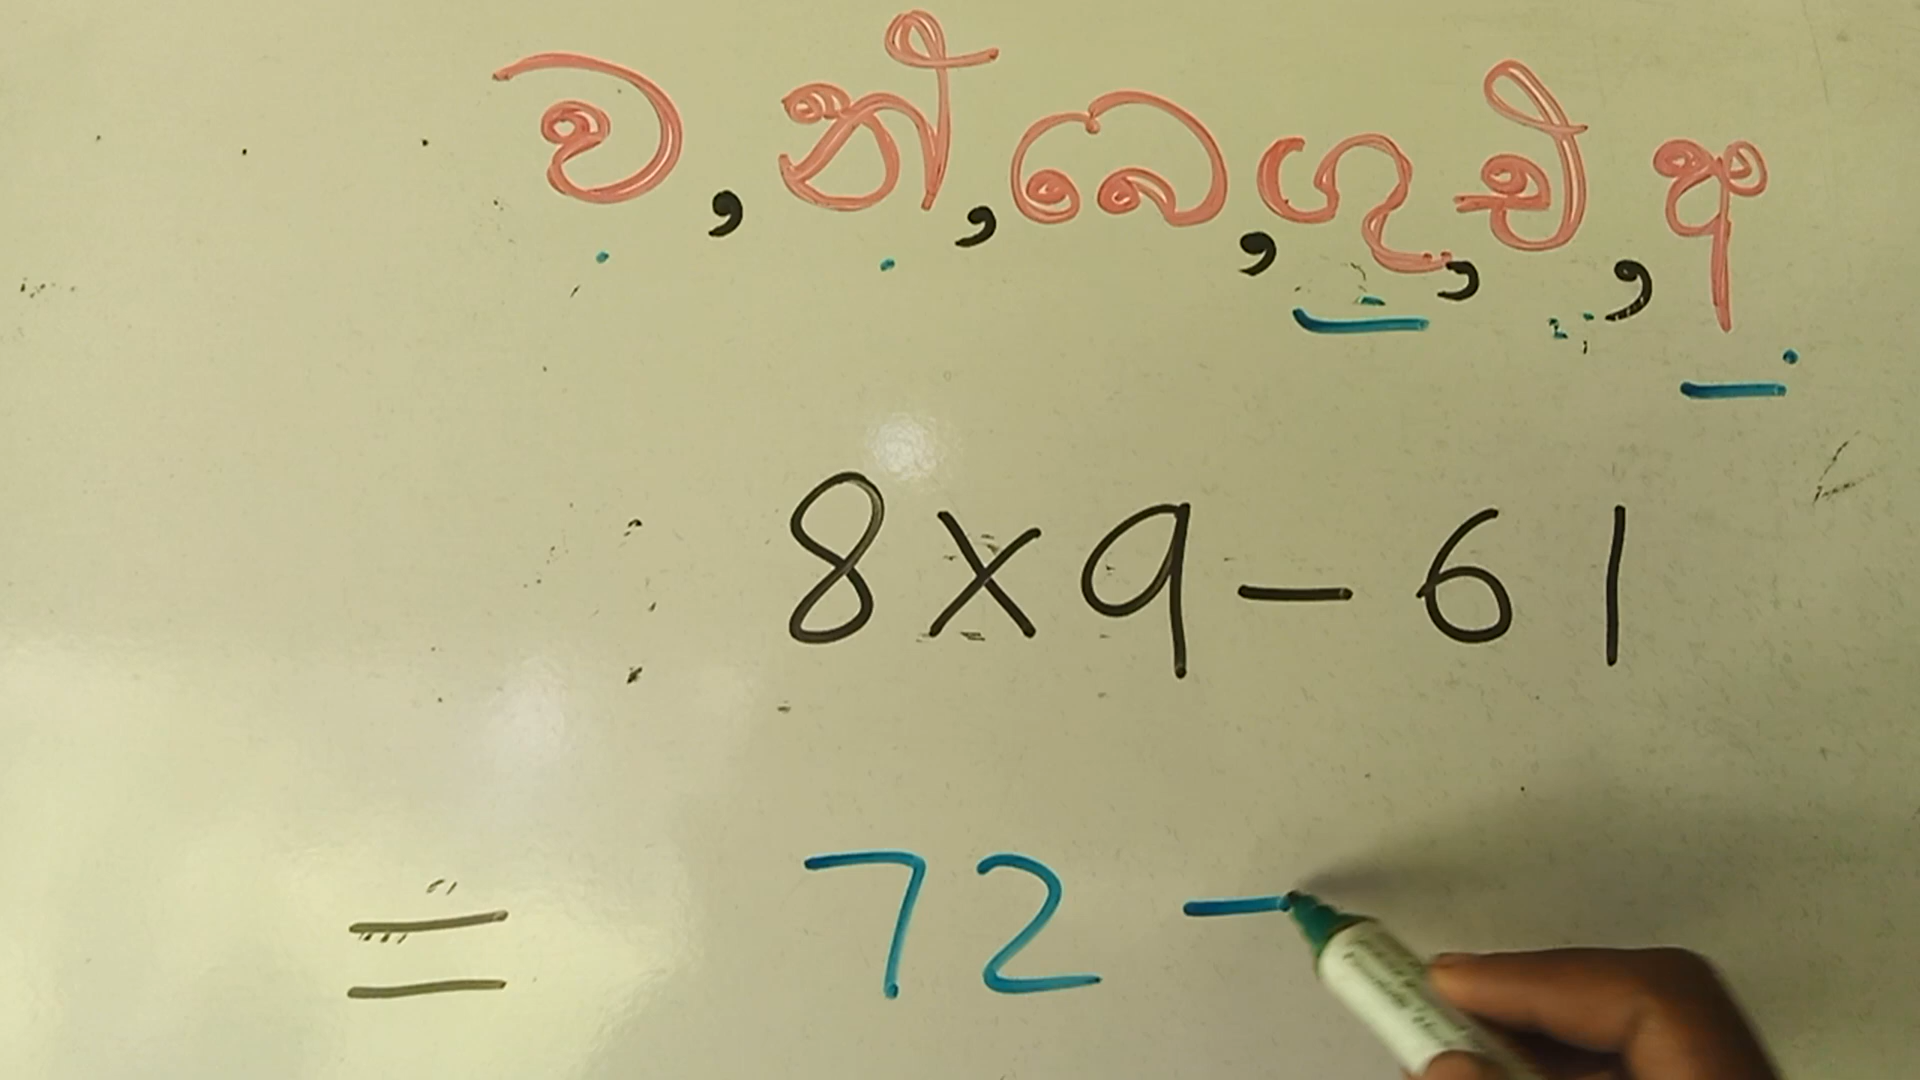 ව, න්, බෙ, ගු, එ්, අ
8 × 9 − 61
= 72 −